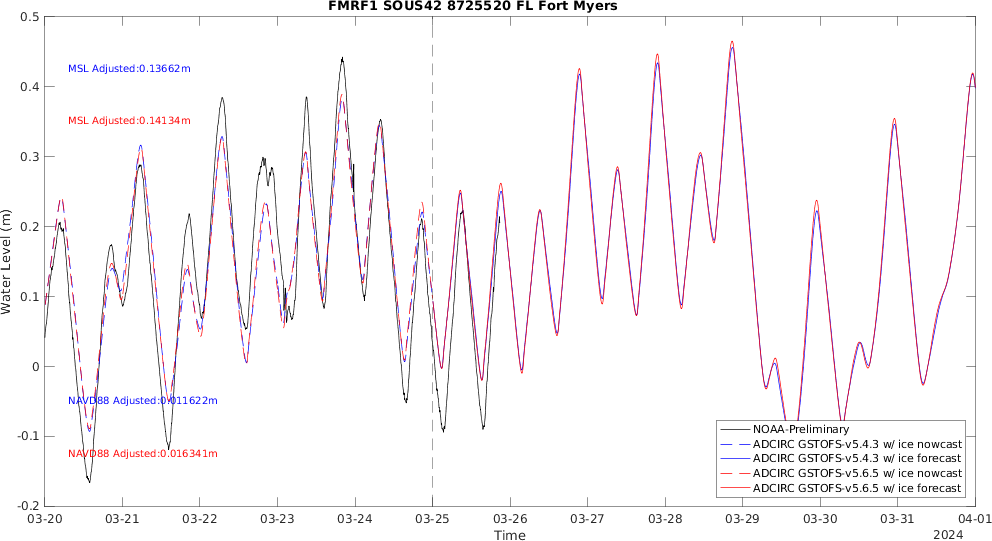 FMRF1 SOUS42 8725520 FL Fort Myers
0.5
0.4
0.3
0.2
0.1
0
-0.1
-0.2
Water Level (m)
MSL Adjusted:0.13662m
MSL Adjusted:0.14134m
NAVD88 Adjusted:0.011622m
NAVD88 Adjusted:0.016341m
NOAA-Preliminary
ADCIRC GSTOFS-v5.4.3 w/ ice nowcast
ADCIRC GSTOFS-v5.4.3 w/ ice forecast
ADCIRC GSTOFS-v5.6.5 w/ ice nowcast
ADCIRC GSTOFS-v5.6.5 w/ ice forecast
03-20 03-21 03-22 03-23 03-24 03-25 03-26 03-27 03-28 03-29 03-30 03-31 04-01
Time
2024